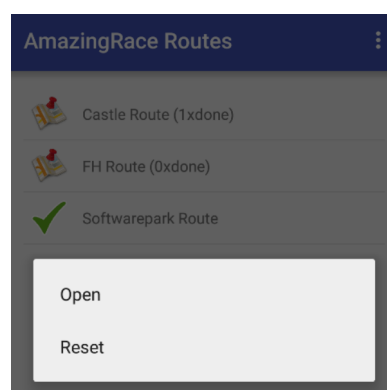 AmazingRace Routes
Castle Route (1xdone)
FH Route (0xdone)
Softwarepark Route
Open
Reset